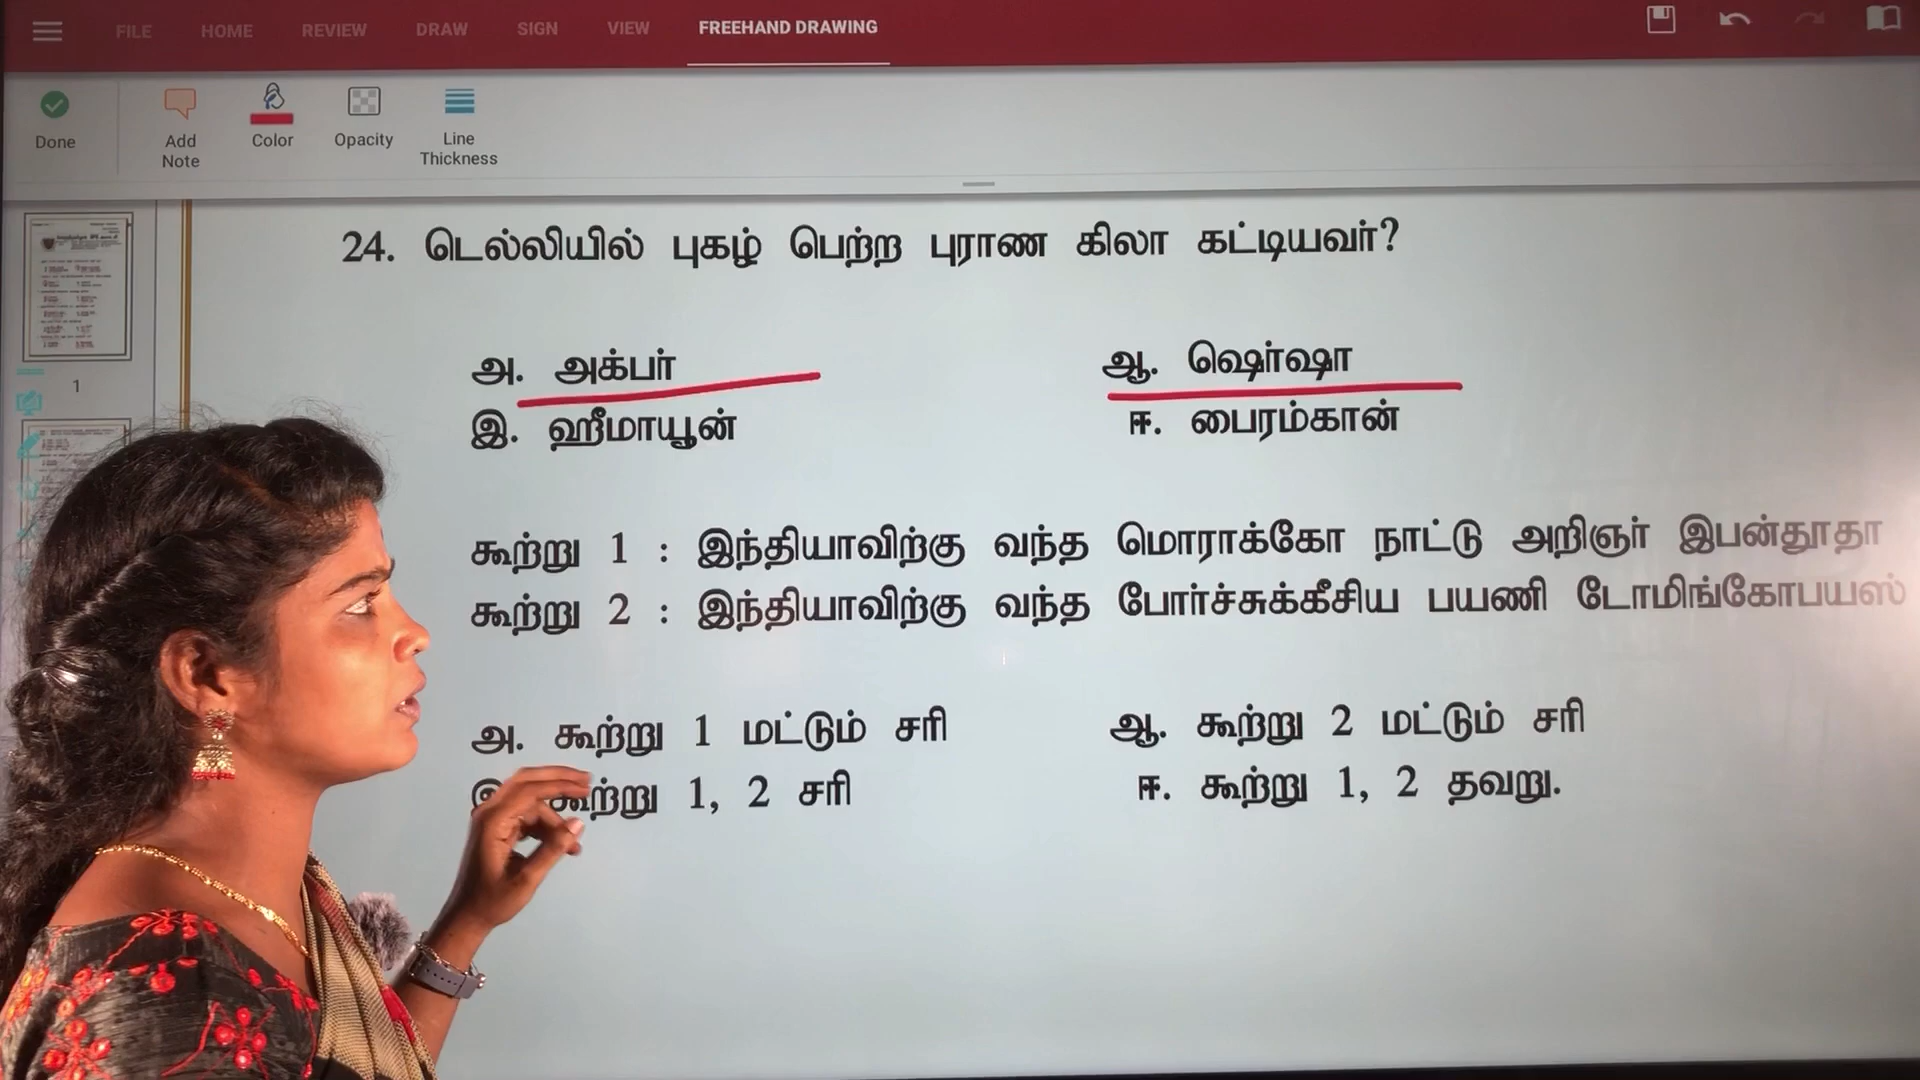 FILE HOME REVIEW DRAW SIGN VIEW FREEHAND DRAWING
Done Add Note Color Opacity Line Thickness
24. டெல்லியில் புகழ் பெற்ற புராண கிலா கட்டியவர்?
அ. அக்பர் ஆ. ஷெர்ஷா
இ. ஹீமாயூன் ஈ. பைரம்கான்
1
கூற்று 1 : இந்தியாவிற்கு வந்த மொராக்கோ நாட்டு அறிஞர் இபன்தூதா
கூற்று 2 : இந்தியாவிற்கு வந்த போர்ச்சுக்கீசிய பயணி டோமிங்கோபயஸ்
அ. கூற்று 1 மட்டும் சரி ஆ. கூற்று 2 மட்டும் சரி
இ. கூற்று 1, 2 சரி ஈ. கூற்று 1, 2 தவறு.